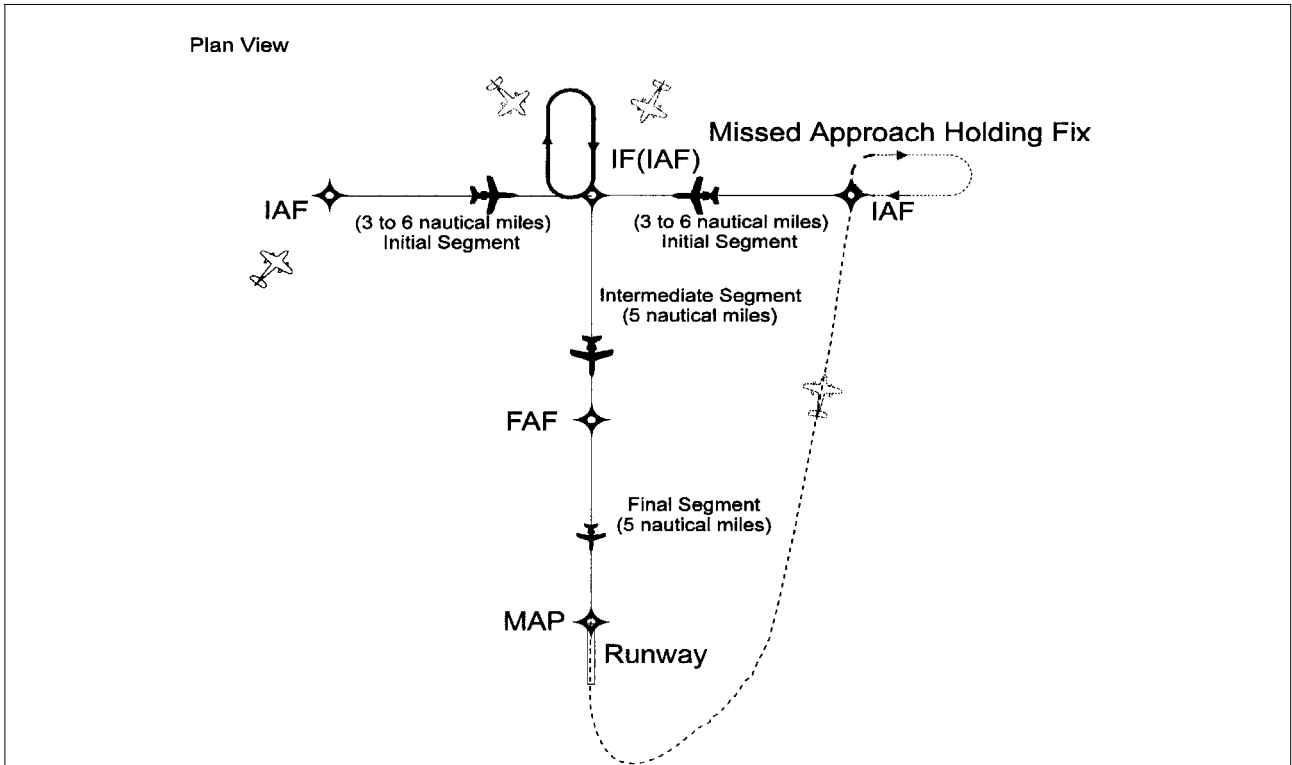 Plan View
Missed Approach Holding Fix
IF(IAF)
IAF
IAF
(3 to 6 nautical miles)
Initial Segment
(3 to 6 nautical miles)
Initial Segment
Intermediate Segment
(5 nautical miles)
FAF
Final Segment
(5 nautical miles)
MAP
Runway